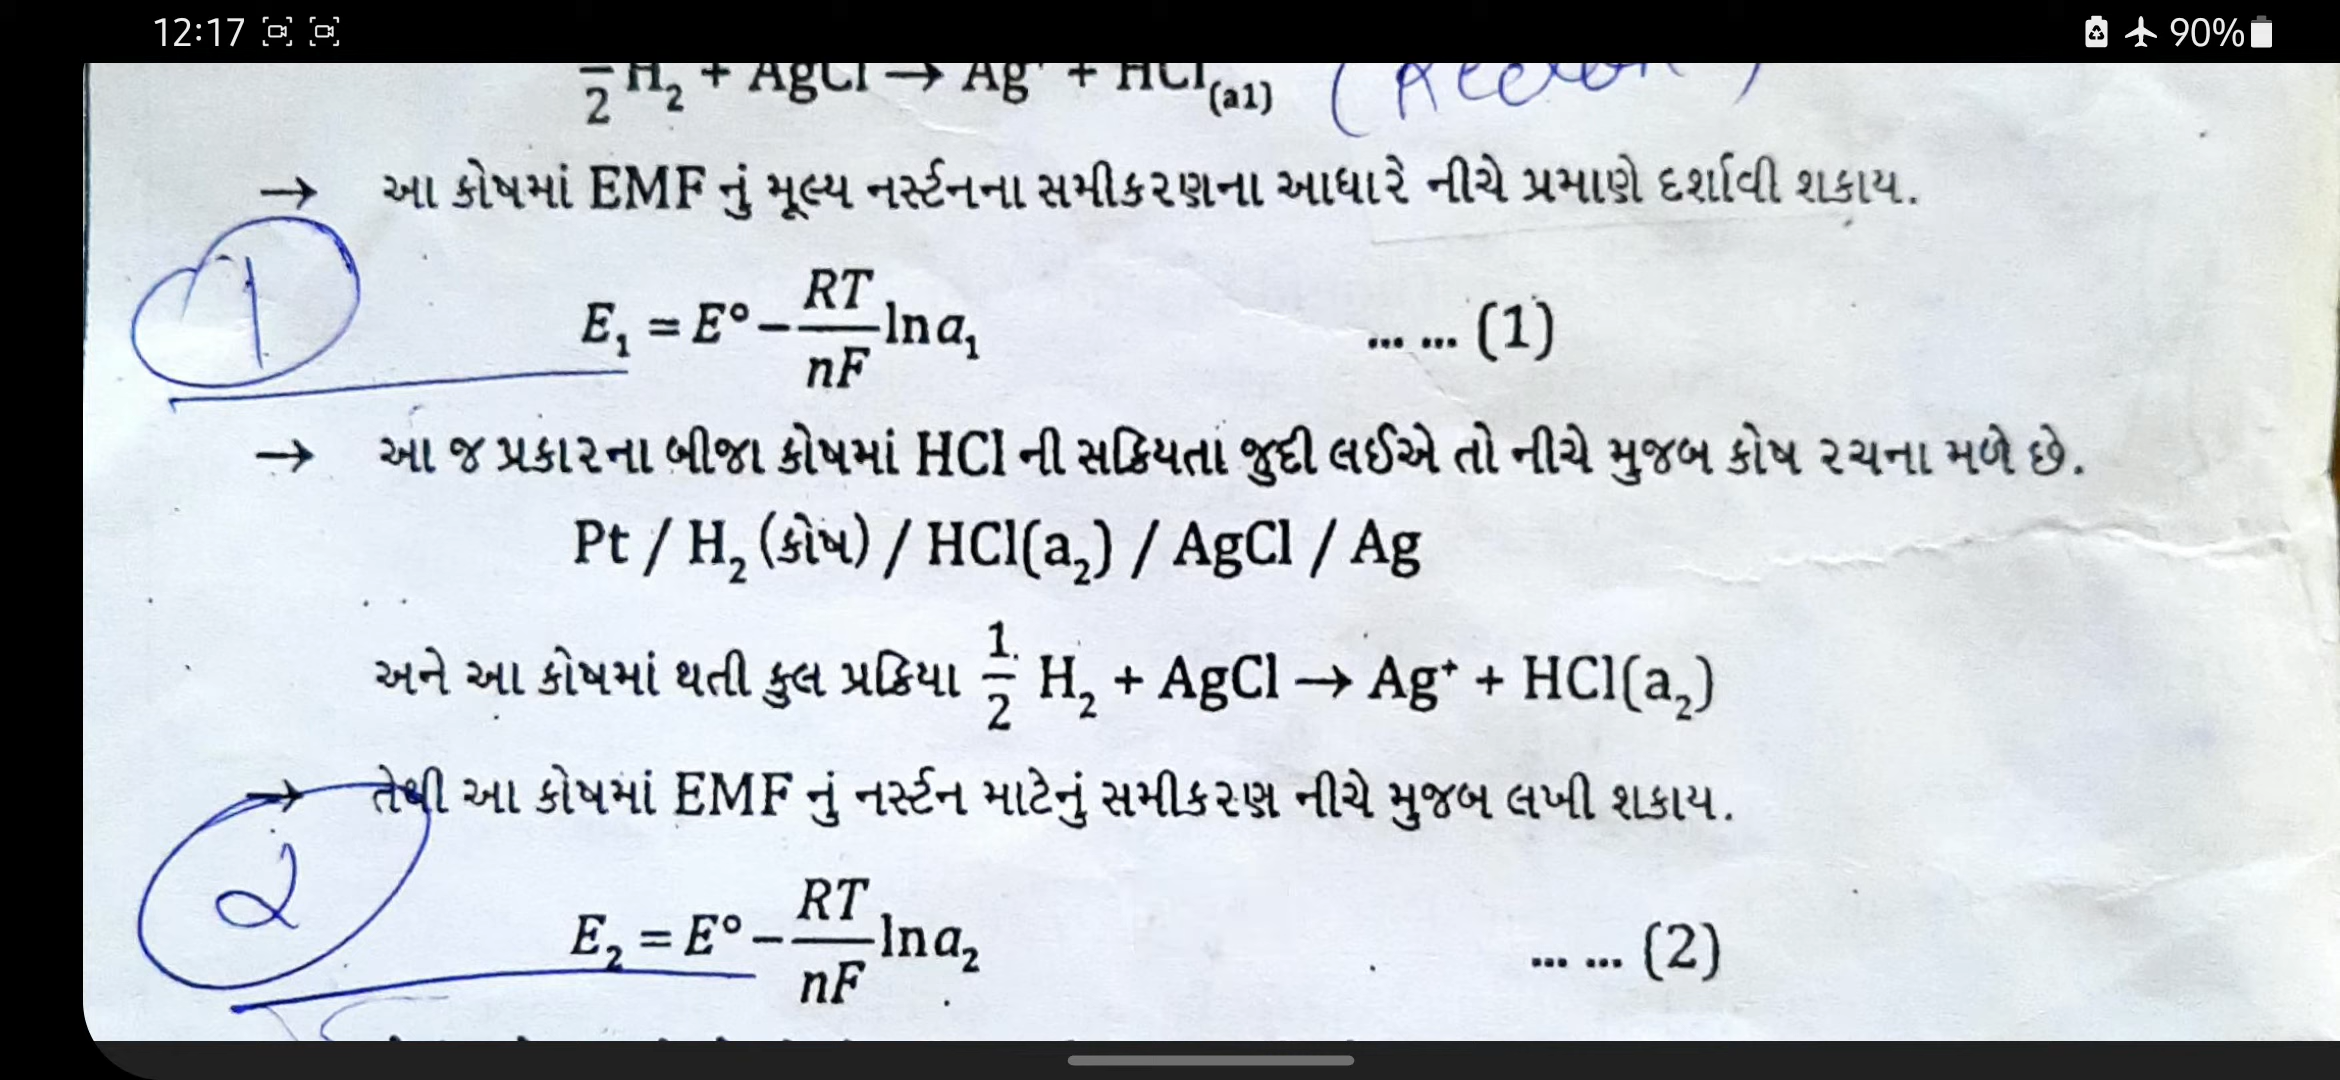 12:17 90%
1/2 H₂ + AgCl → Ag⁺ + HCl(a1) (
→ આ કોષમાં EMF નું મૂલ્ય નર્સ્ટનના સમીકરણના આધારે નીચે પ્રમાણે દર્શાવી શકાય.
1
E₁ = E° – RT/nF ln a₁ ... ... (1)
→ આ જ પ્રકારના બીજા કોષમાં HCl ની સક્રિયતા જુદી લઈએ તો નીચે મુજબ કોષ રચના મળે છે.
Pt / H₂ (કોષ) / HCl(a₂) / AgCl / Ag
અને આ કોષમાં થતી કુલ પ્રક્રિયા 1/2 H₂ + AgCl → Ag⁺ + HCl(a₂)
→ તેથી આ કોષમાં EMF નું નર્સ્ટન માટેનું સમીકરણ નીચે મુજબ લખી શકાય.
2
E₂ = E° – RT/nF ln a₂ ... ... (2)